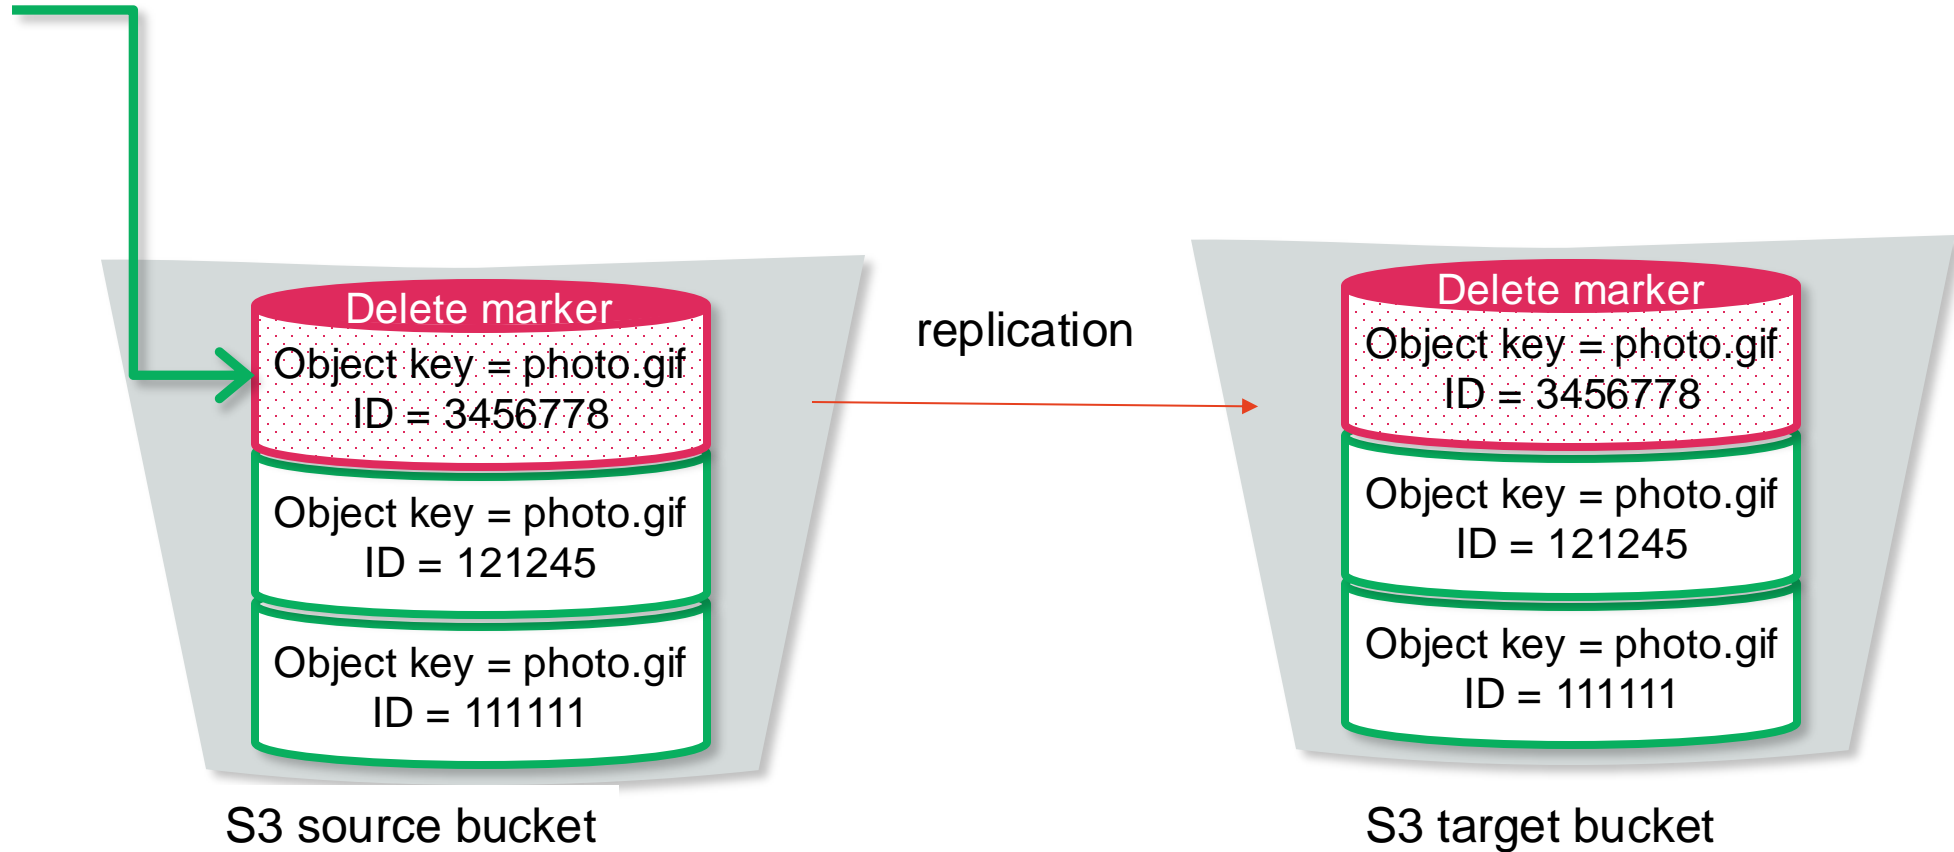 Delete marker
Object key = photo.gif
ID = 3456778
Object key = photo.gif
ID = 121245
Object key = photo.gif
ID = 111111
S3 source bucket
replication
Delete marker
Object key = photo.gif
ID = 3456778
Object key = photo.gif
ID = 121245
Object key = photo.gif
ID = 111111
S3 target bucket